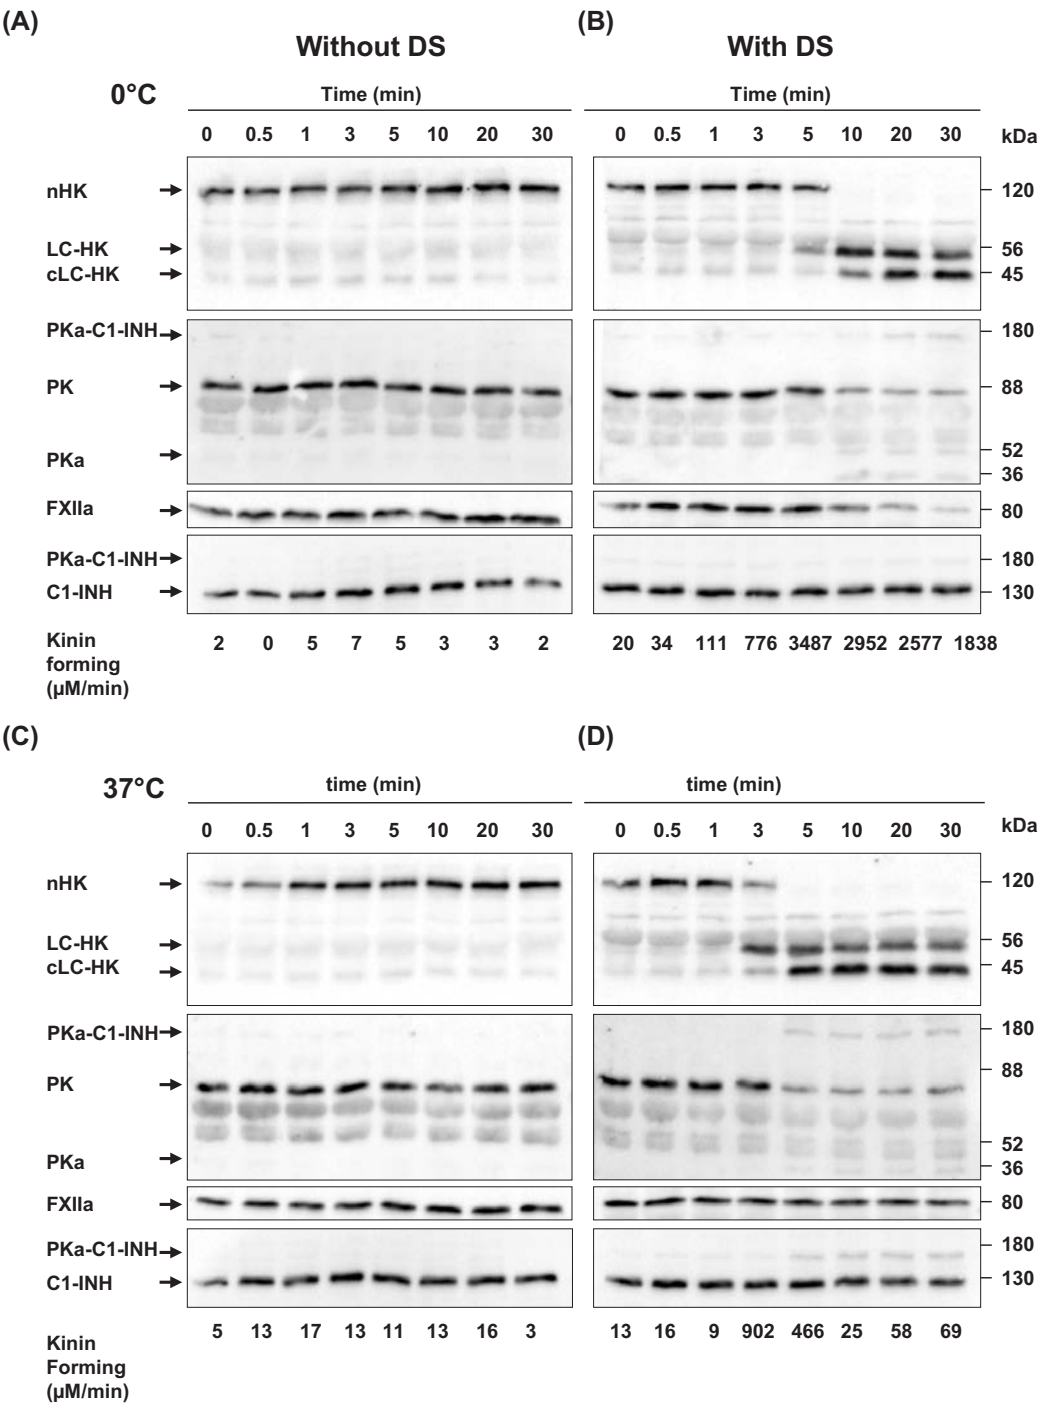 (A)
(B)
Without DS
With DS
0°C
Time (min)
Time (min)
0 0.5 1 3 5 10 20 30
0 0.5 1 3 5 10 20 30
kDa
nHK
120
LC-HK
56
cLC-HK
45
PKa-C1-INH
180
PK
88
PKa
52
36
FXIIa
80
PKa-C1-INH
180
C1-INH
130
Kinin
forming
(µM/min)
2 0 5 7 5 3 3 2
20 34 111 776 3487 2952 2577 1838
(C)
(D)
37°C
time (min)
time (min)
0 0.5 1 3 5 10 20 30
0 0.5 1 3 5 10 20 30
kDa
nHK
120
LC-HK
56
cLC-HK
45
PKa-C1-INH
180
PK
88
PKa
52
36
FXIIa
80
PKa-C1-INH
180
C1-INH
130
Kinin
Forming
(µM/min)
5 13 17 13 11 13 16 3
13 16 9 902 466 25 58 69